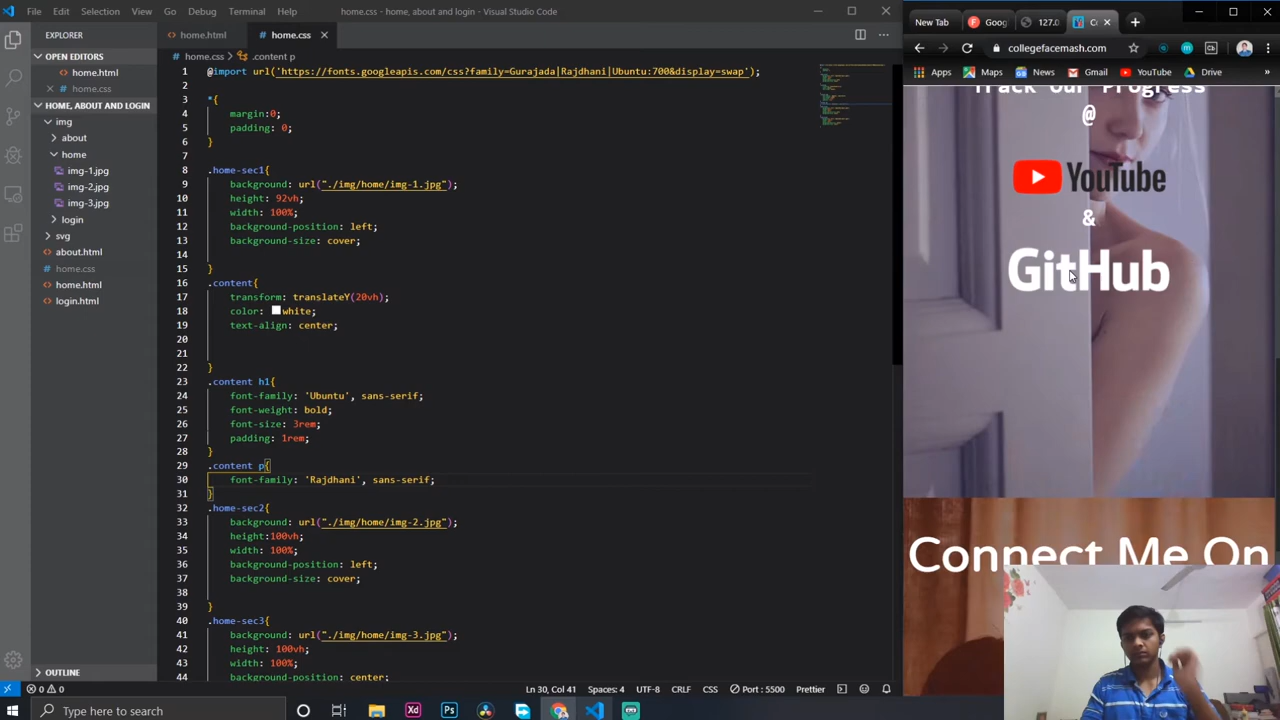 File Edit Selection View Go Debug Terminal Help
home.css - home, about and login - Visual Studio Code
EXPLORER
OPEN EDITORS
home.html
home.css
HOME, ABOUT AND LOGIN
img
about
home
img-1.jpg
img-2.jpg
img-3.jpg
login
svg
about.html
home.css
home.html
login.html
OUTLINE
home.html
home.css
home.css > .content p
1 @import url('https://fonts.googleapis.com/css?family=Gurajada|Rajdhani|Ubuntu:700&display=swap');
2
3 *{
4 margin:0;
5 padding: 0;
6 }
7
8 .home-sec1{
9 background: url("./img/home/img-1.jpg");
10 height: 92vh;
11 width: 100%;
12 background-position: left;
13 background-size: cover;
14
15 }
16 .content{
17 transform: translateY(20vh);
18 color: white;
19 text-align: center;
20
21
22 }
23 .content h1{
24 font-family: 'Ubuntu', sans-serif;
25 font-weight: bold;
26 font-size: 3rem;
27 padding: 1rem;
28 }
29 .content p{
30 font-family: 'Rajdhani', sans-serif;
31 }
32 .home-sec2{
33 background: url("./img/home/img-2.jpg");
34 height:100vh;
35 width: 100%;
36 background-position: left;
37 background-size: cover;
38
39 }
40 .home-sec3{
41 background: url("./img/home/img-3.jpg");
42 height: 100vh;
43 width: 100%;
44 background-position: center;
0 0
Ln 30, Col 41 Spaces: 4 UTF-8 CRLF CSS Port : 5500 Prettier
Type here to search
Xd Ps
New Tab
Goog
127.0
collegefacemash.com
Apps Maps News Gmail YouTube Drive
Track Our Progress
@
YouTube
&
GitHub
Connect Me On